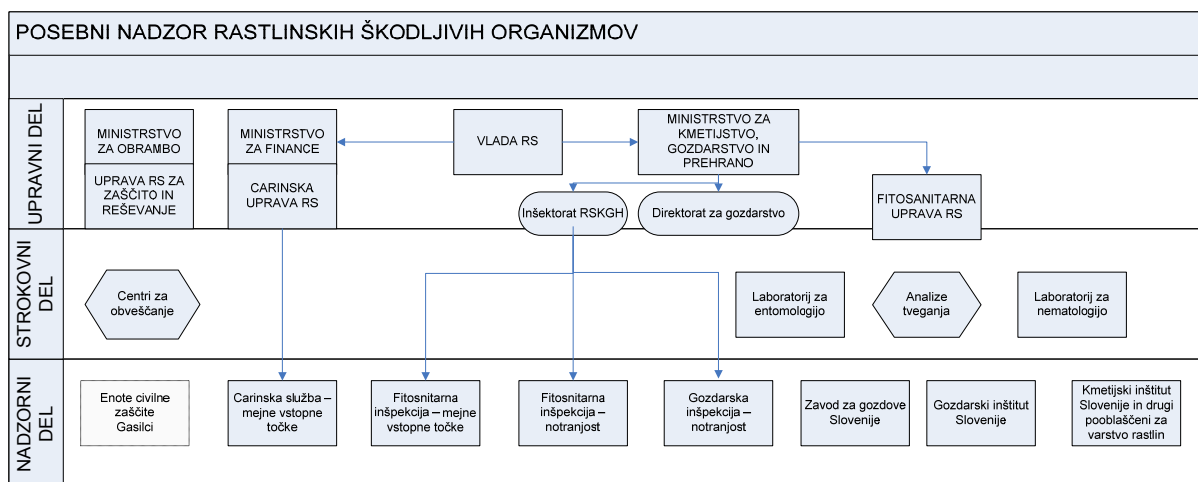 POSEBNI NADZOR RASTLINSKIH ŠKODLJIVIH ORGANIZMOV
UPRAVNI DEL
MINISTRSTVO
ZA OBRAMBO
UPRAVA RS ZA
ZAŠČITO IN
REŠEVANJE
MINISTRSTVO
ZA FINANCE
CARINSKA
UPRAVA RS
VLADA RS
MINISTRSTVO ZA
KMETIJSTVO,
GOZDARSTVO IN
PREHRANO
Inšektorat RSKGH
Direktorat za gozdarstvo
FITOSANITARNA
UPRAVA RS
STROKOVNI
DEL
Centri za
obveščanje
Laboratorij za
entomologijo
Analize
tveganja
Laboratorij za
nematologijo
NADZORNI
DEL
Enote civilne
zaščite
Gasilci
Carinska služba –
mejne vstopne
točke
Fitosnitarna
inšpekcija – mejne
vstopne točke
Fitosnitarna
inšpekcija –
notranjost
Gozdarska
inšpekcija –
notranjost
Zavod za gozdove
Slovenije
Gozdarski inštitut
Slovenije
Kmetijski inštitut
Slovenije in drugi
pooblaščeni za
varstvo rastlin